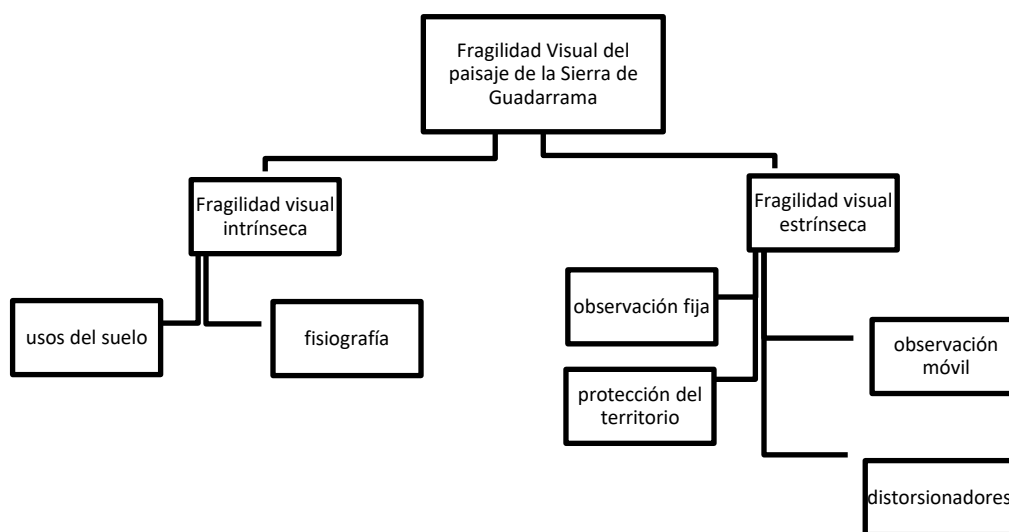 Fragilidad Visual del
paisaje de la Sierra de
Guadarrama
Fragilidad visual
intrínseca
Fragilidad visual
estrínseca
usos del suelo
fisiografía
observación fija
observación
móvil
protección del
territorio
distorsionadores